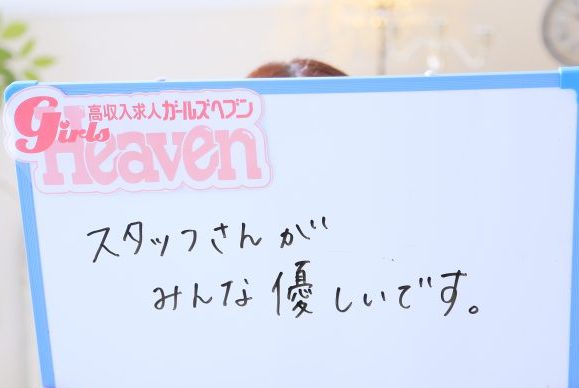 高収入求人ガールズヘブン
Girls
Heaven
スタッフさんが
みんな優しいです。